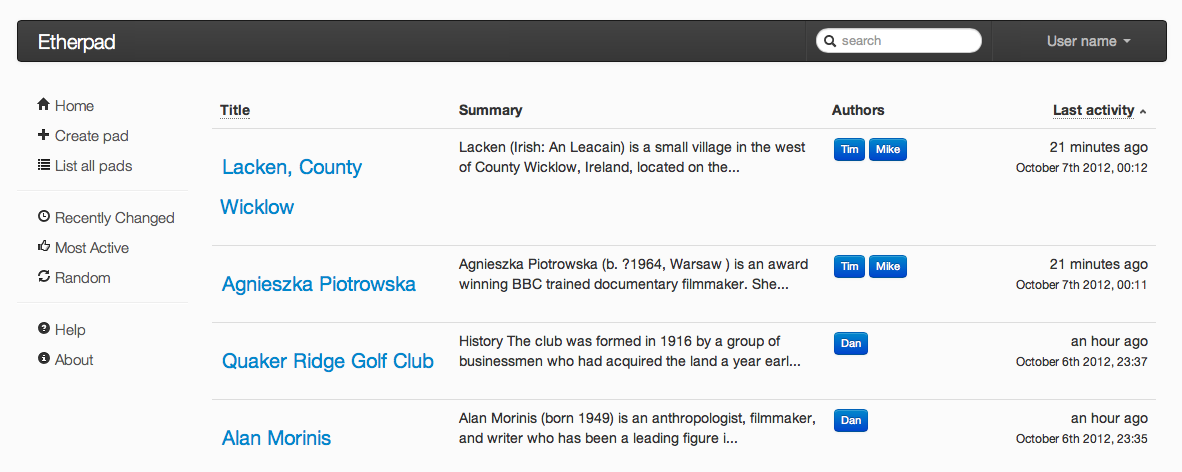 Etherpad
search
User name
Home
Create pad
List all pads
Recently Changed
Most Active
Random
Help
About
Title Summary Authors Last activity
Lacken, County
Wicklow
Lacken (Irish: An Leacain) is a small village in the west
of County Wicklow, Ireland, located on the...
Tim Mike
21 minutes ago
October 7th 2012, 00:12
Agnieszka Piotrowska
Agnieszka Piotrowska (b. ?1964, Warsaw ) is an award
winning BBC trained documentary filmmaker. She...
Tim Mike
21 minutes ago
October 7th 2012, 00:11
Quaker Ridge Golf Club
History The club was formed in 1916 by a group of
businessmen who had acquired the land a year earl...
Dan
an hour ago
October 6th 2012, 23:37
Alan Morinis
Alan Morinis (born 1949) is an anthropologist, filmmaker,
and writer who has been a leading figure i...
Dan
an hour ago
October 6th 2012, 23:35